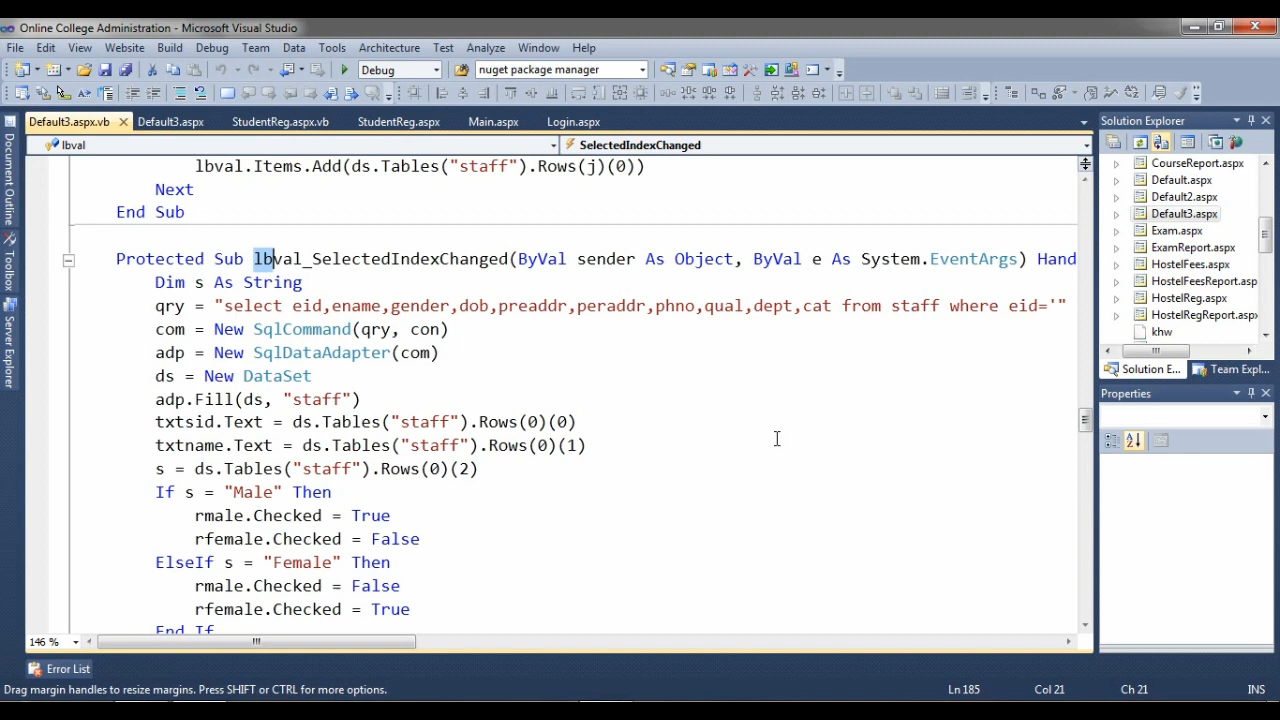 Online College Administration - Microsoft Visual Studio
File Edit View Website Build Debug Team Data Tools Architecture Test Analyze Window Help
Debug nuget package manager
Default3.aspx.vb Default3.aspx StudentReg.aspx.vb StudentReg.aspx Main.aspx Login.aspx
lbval SelectedIndexChanged
Document Outline
Toolbox
Server Explorer
lbval.Items.Add(ds.Tables("staff").Rows(j)(0))
Next
End Sub
Protected Sub lbval_SelectedIndexChanged(ByVal sender As Object, ByVal e As System.EventArgs) Hand
Dim s As String
qry = "select eid,ename,gender,dob,preaddr,peraddr,phno,qual,dept,cat from staff where eid='"
com = New SqlCommand(qry, con)
adp = New SqlDataAdapter(com)
ds = New DataSet
adp.Fill(ds, "staff")
txtsid.Text = ds.Tables("staff").Rows(0)(0)
txtname.Text = ds.Tables("staff").Rows(0)(1)
s = ds.Tables("staff").Rows(0)(2)
If s = "Male" Then
rmale.Checked = True
rfemale.Checked = False
ElseIf s = "Female" Then
rmale.Checked = False
rfemale.Checked = True
End If
146 %
Solution Explorer
CourseReport.aspx
Default.aspx
Default2.aspx
Default3.aspx
Exam.aspx
ExamReport.aspx
HostelFees.aspx
HostelFeesReport.asp
HostelReg.aspx
HostelRegReport.aspx
khw
Solution E... Team Expl...
Properties
Error List
Drag margin handles to resize margins. Press SHIFT or CTRL for more options.
Ln 185 Col 21 Ch 21 INS